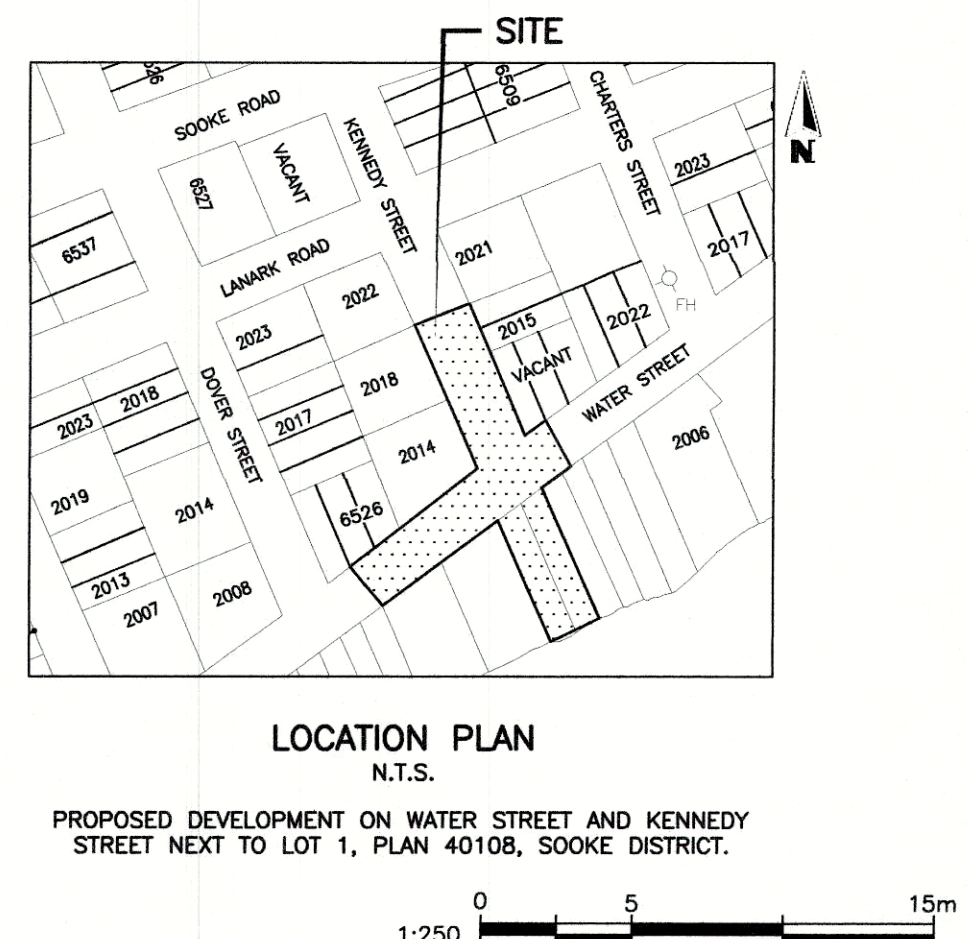 SITE
6526
SOOKE ROAD
6509
CHARTERS STREET
N
KENNEDY STREET
VACANT
6527
2023
2017
6537
LANARK ROAD
2021
2022
2023
FH
2015
2022
VACANT
WATER STREET
2018
2018
DOVER STREET
2023
2017
2014
2006
2019
2014
6526
2013
2007
2008
LOCATION PLAN
N.T.S.
PROPOSED DEVELOPMENT ON WATER STREET AND KENNEDY
STREET NEXT TO LOT 1, PLAN 40108, SOOKE DISTRICT.
0 5 15m
1:250